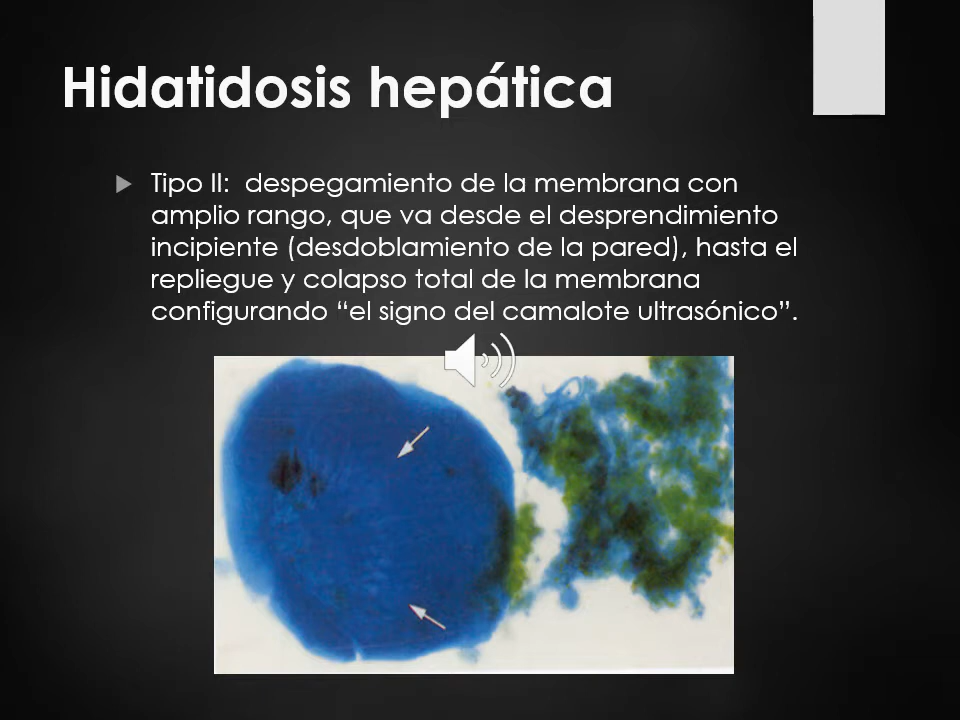 Hidatidosis hepática
Tipo II:  despegamiento de la membrana con
amplio rango, que va desde el desprendimiento
incipiente (desdoblamiento de la pared), hasta el
repliegue y colapso total de la membrana
configurando “el signo del camalote ultrasónico”.